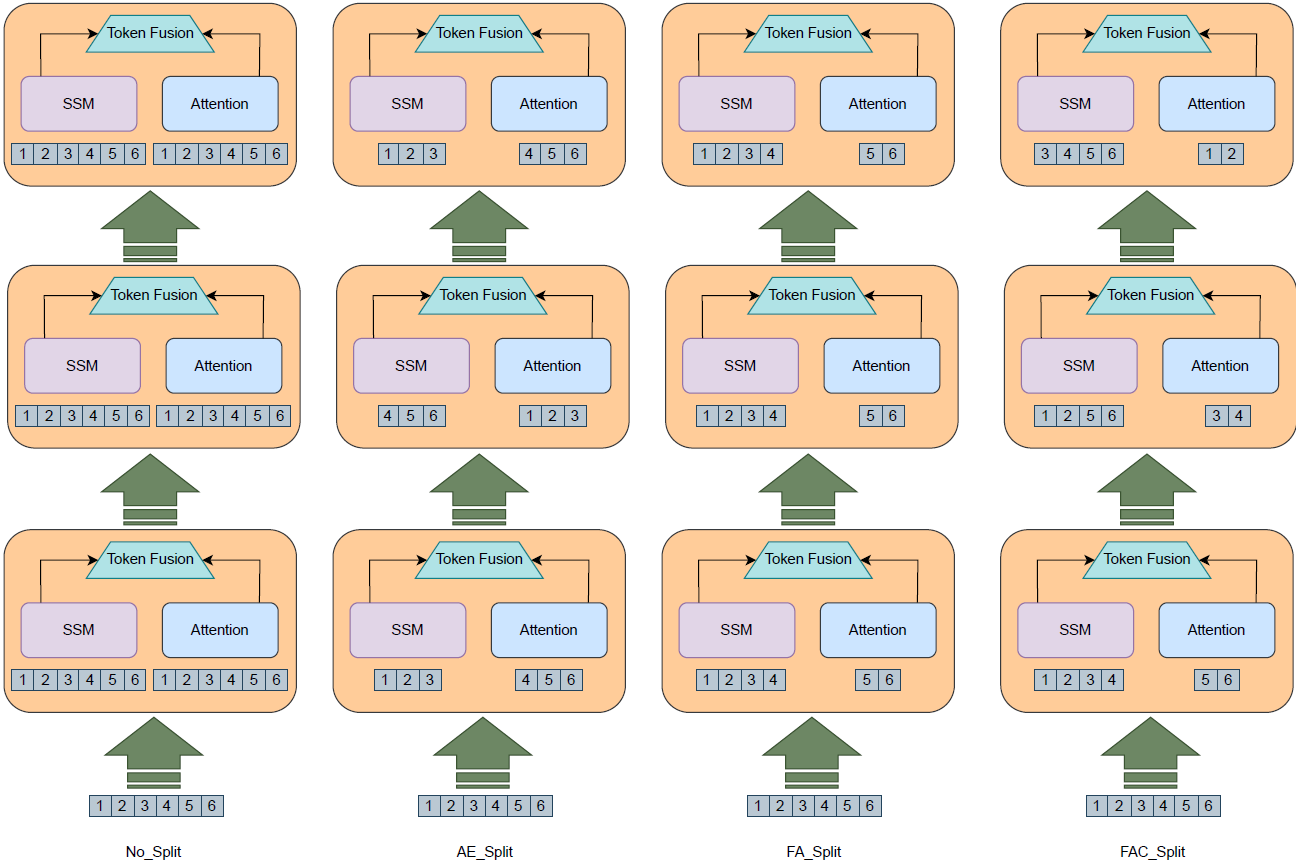 Token Fusion Token Fusion Token Fusion Token Fusion
SSM Attention SSM Attention SSM Attention SSM Attention
1 2 3 4 5 6 1 2 3 4 5 6 1 2 3 4 5 6 1 2 3 4 5 6 3 4 5 6 1 2
Token Fusion Token Fusion Token Fusion Token Fusion
SSM Attention SSM Attention SSM Attention SSM Attention
1 2 3 4 5 6 1 2 3 4 5 6 4 5 6 1 2 3 1 2 3 4 5 6 1 2 5 6 3 4
Token Fusion Token Fusion Token Fusion Token Fusion
SSM Attention SSM Attention SSM Attention SSM Attention
1 2 3 4 5 6 1 2 3 4 5 6 1 2 3 4 5 6 1 2 3 4 5 6 1 2 3 4 5 6
1 2 3 4 5 6 1 2 3 4 5 6 1 2 3 4 5 6 1 2 3 4 5 6
No_Split AE_Split FA_Split FAC_Split